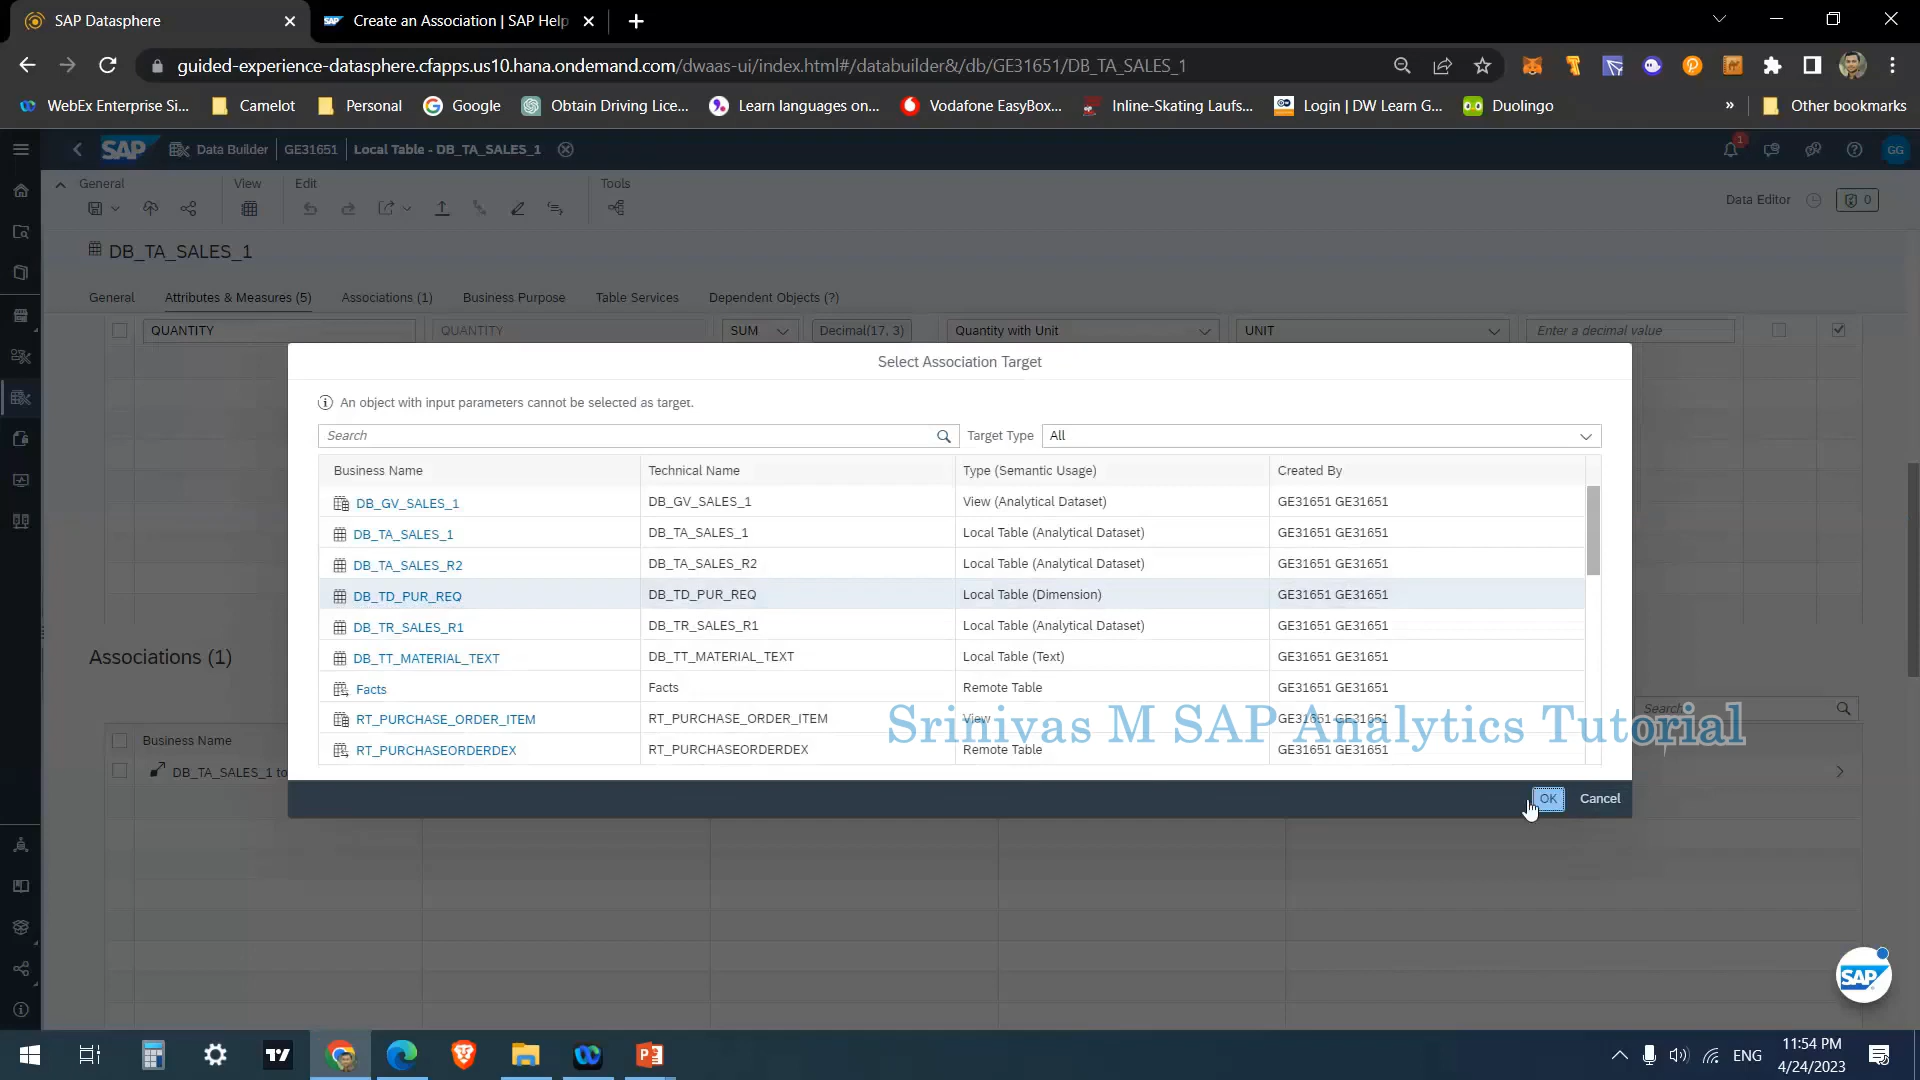 SAP Datasphere
SAP Create an Association | SAP Help
guided-experience-datasphere.cfapps.us10.hana.ondemand.com/dwaas-ui/index.html#/databuilder&/db/GE31651/DB_TA_SALES_1
WebEx Enterprise Si... Camelot Personal Google Obtain Driving Lice... Learn languages on... Vodafone EasyBox... Inline-Skating Laufs... Login | DW Learn G... Duolingo » Other bookmarks
SAP Data Builder GE31651 Local Table - DB_TA_SALES_1 1 GG
General View Edit Tools
Data Editor 0
DB_TA_SALES_1
General Attributes & Measures (5) Associations (1) Business Purpose Table Services Dependent Objects (?)
QUANTITY QUANTITY SUM Decimal(17, 3) Quantity with Unit UNIT Enter a decimal value
Select Association Target
An object with input parameters cannot be selected as target.
Search Target Type All
Business Name Technical Name Type (Semantic Usage) Created By
DB_GV_SALES_1 DB_GV_SALES_1 View (Analytical Dataset) GE31651 GE31651
DB_TA_SALES_1 DB_TA_SALES_1 Local Table (Analytical Dataset) GE31651 GE31651
DB_TA_SALES_R2 DB_TA_SALES_R2 Local Table (Analytical Dataset) GE31651 GE31651
DB_TD_PUR_REQ DB_TD_PUR_REQ Local Table (Dimension) GE31651 GE31651
DB_TR_SALES_R1 DB_TR_SALES_R1 Local Table (Analytical Dataset) GE31651 GE31651
DB_TT_MATERIAL_TEXT DB_TT_MATERIAL_TEXT Local Table (Text) GE31651 GE31651
Facts Facts Remote Table GE31651 GE31651
RT_PURCHASE_ORDER_ITEM RT_PURCHASE_ORDER_ITEM View GE31651 GE31651
RT_PURCHASEORDERDEX RT_PURCHASEORDERDEX Remote Table GE31651 GE31651
Srinivas M SAP Analytics Tutorial
OK Cancel
Associations (1)
Search
Business Name
DB_TA_SALES_1 to
SAP
ENG
11:54 PM
4/24/2023